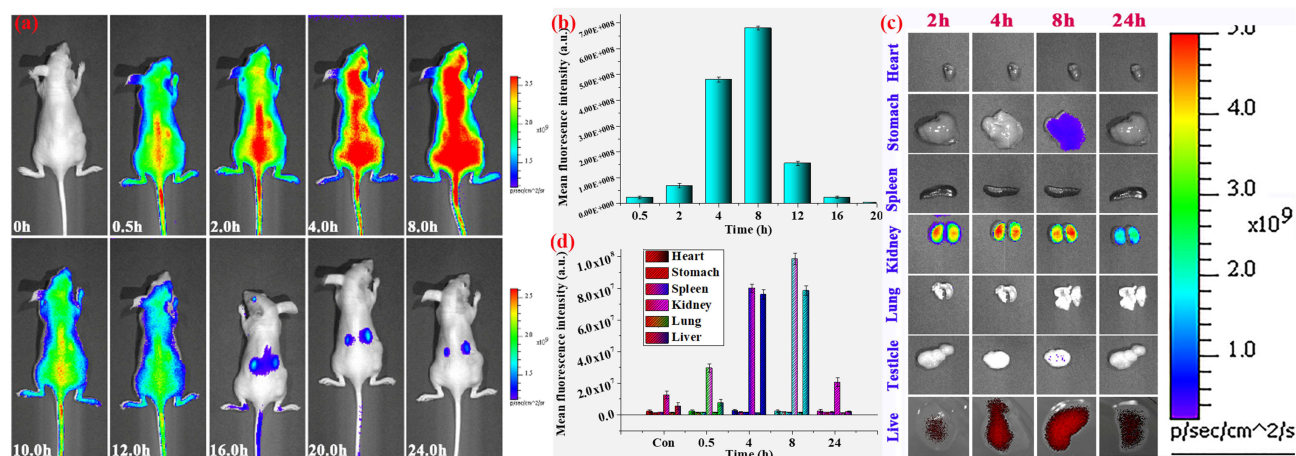 (a)
0h
0.5h
2.0h
4.0h
8.0h
2.5
2.0
x10^9
1.5
p/sec/cm^2/sr
10.0h
12.0h
16.0h
20.0h
24.0h
2.5
2.0
x10^9
1.5
p/sec/cm^2/sr
(b)
Mean fluoresence intensity (a.u.)
7.00E+008
6.00E+008
5.00E+008
4.00E+008
3.00E+008
2.00E+008
1.00E+008
0.00E+008
0.5
2
4
8
12
16
20
Time (h)
(d)
Mean fluorescence intensity (a.u.)
1.0x10^8
8.0x10^7
6.0x10^7
4.0x10^7
2.0x10^7
0.0
Heart
Stomach
Spleen
Kidney
Lung
Liver
Con
0.5
4
8
24
Time (h)
(c)
2h
4h
8h
24h
Heart
Stomach
Spleen
Kidney
Lung
Testicle
Live
5.0
4.0
3.0
x10^9
2.0
1.0
p/sec/cm^2/s